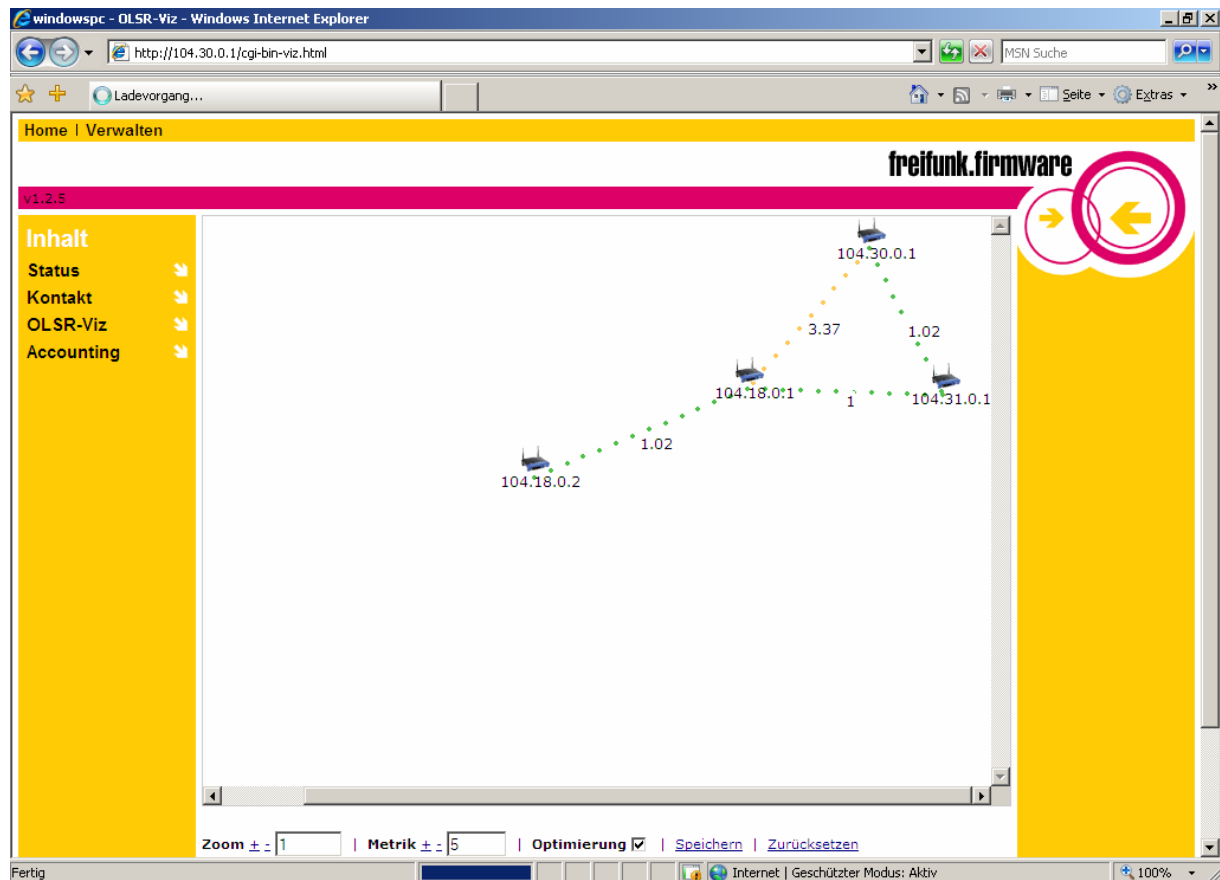 windowspc - OLSR-Viz - Windows Internet Explorer
http://104.30.0.1/cgi-bin-viz.html
MSN Suche
Ladevorgang...
Seite
Extras
»
Home | Verwalten
freifunk.firmware
v1.2.5
Inhalt
Status
Kontakt
OLSR-Viz
Accounting
104.30.0.1
3.37
1.02
104.18.0.1
1
104.31.0.1
1.02
104.18.0.2
Zoom + - 1 | Metrik + - 5 | Optimierung | Speichern | Zurücksetzen
Fertig
Internet | Geschützter Modus: Aktiv
100%